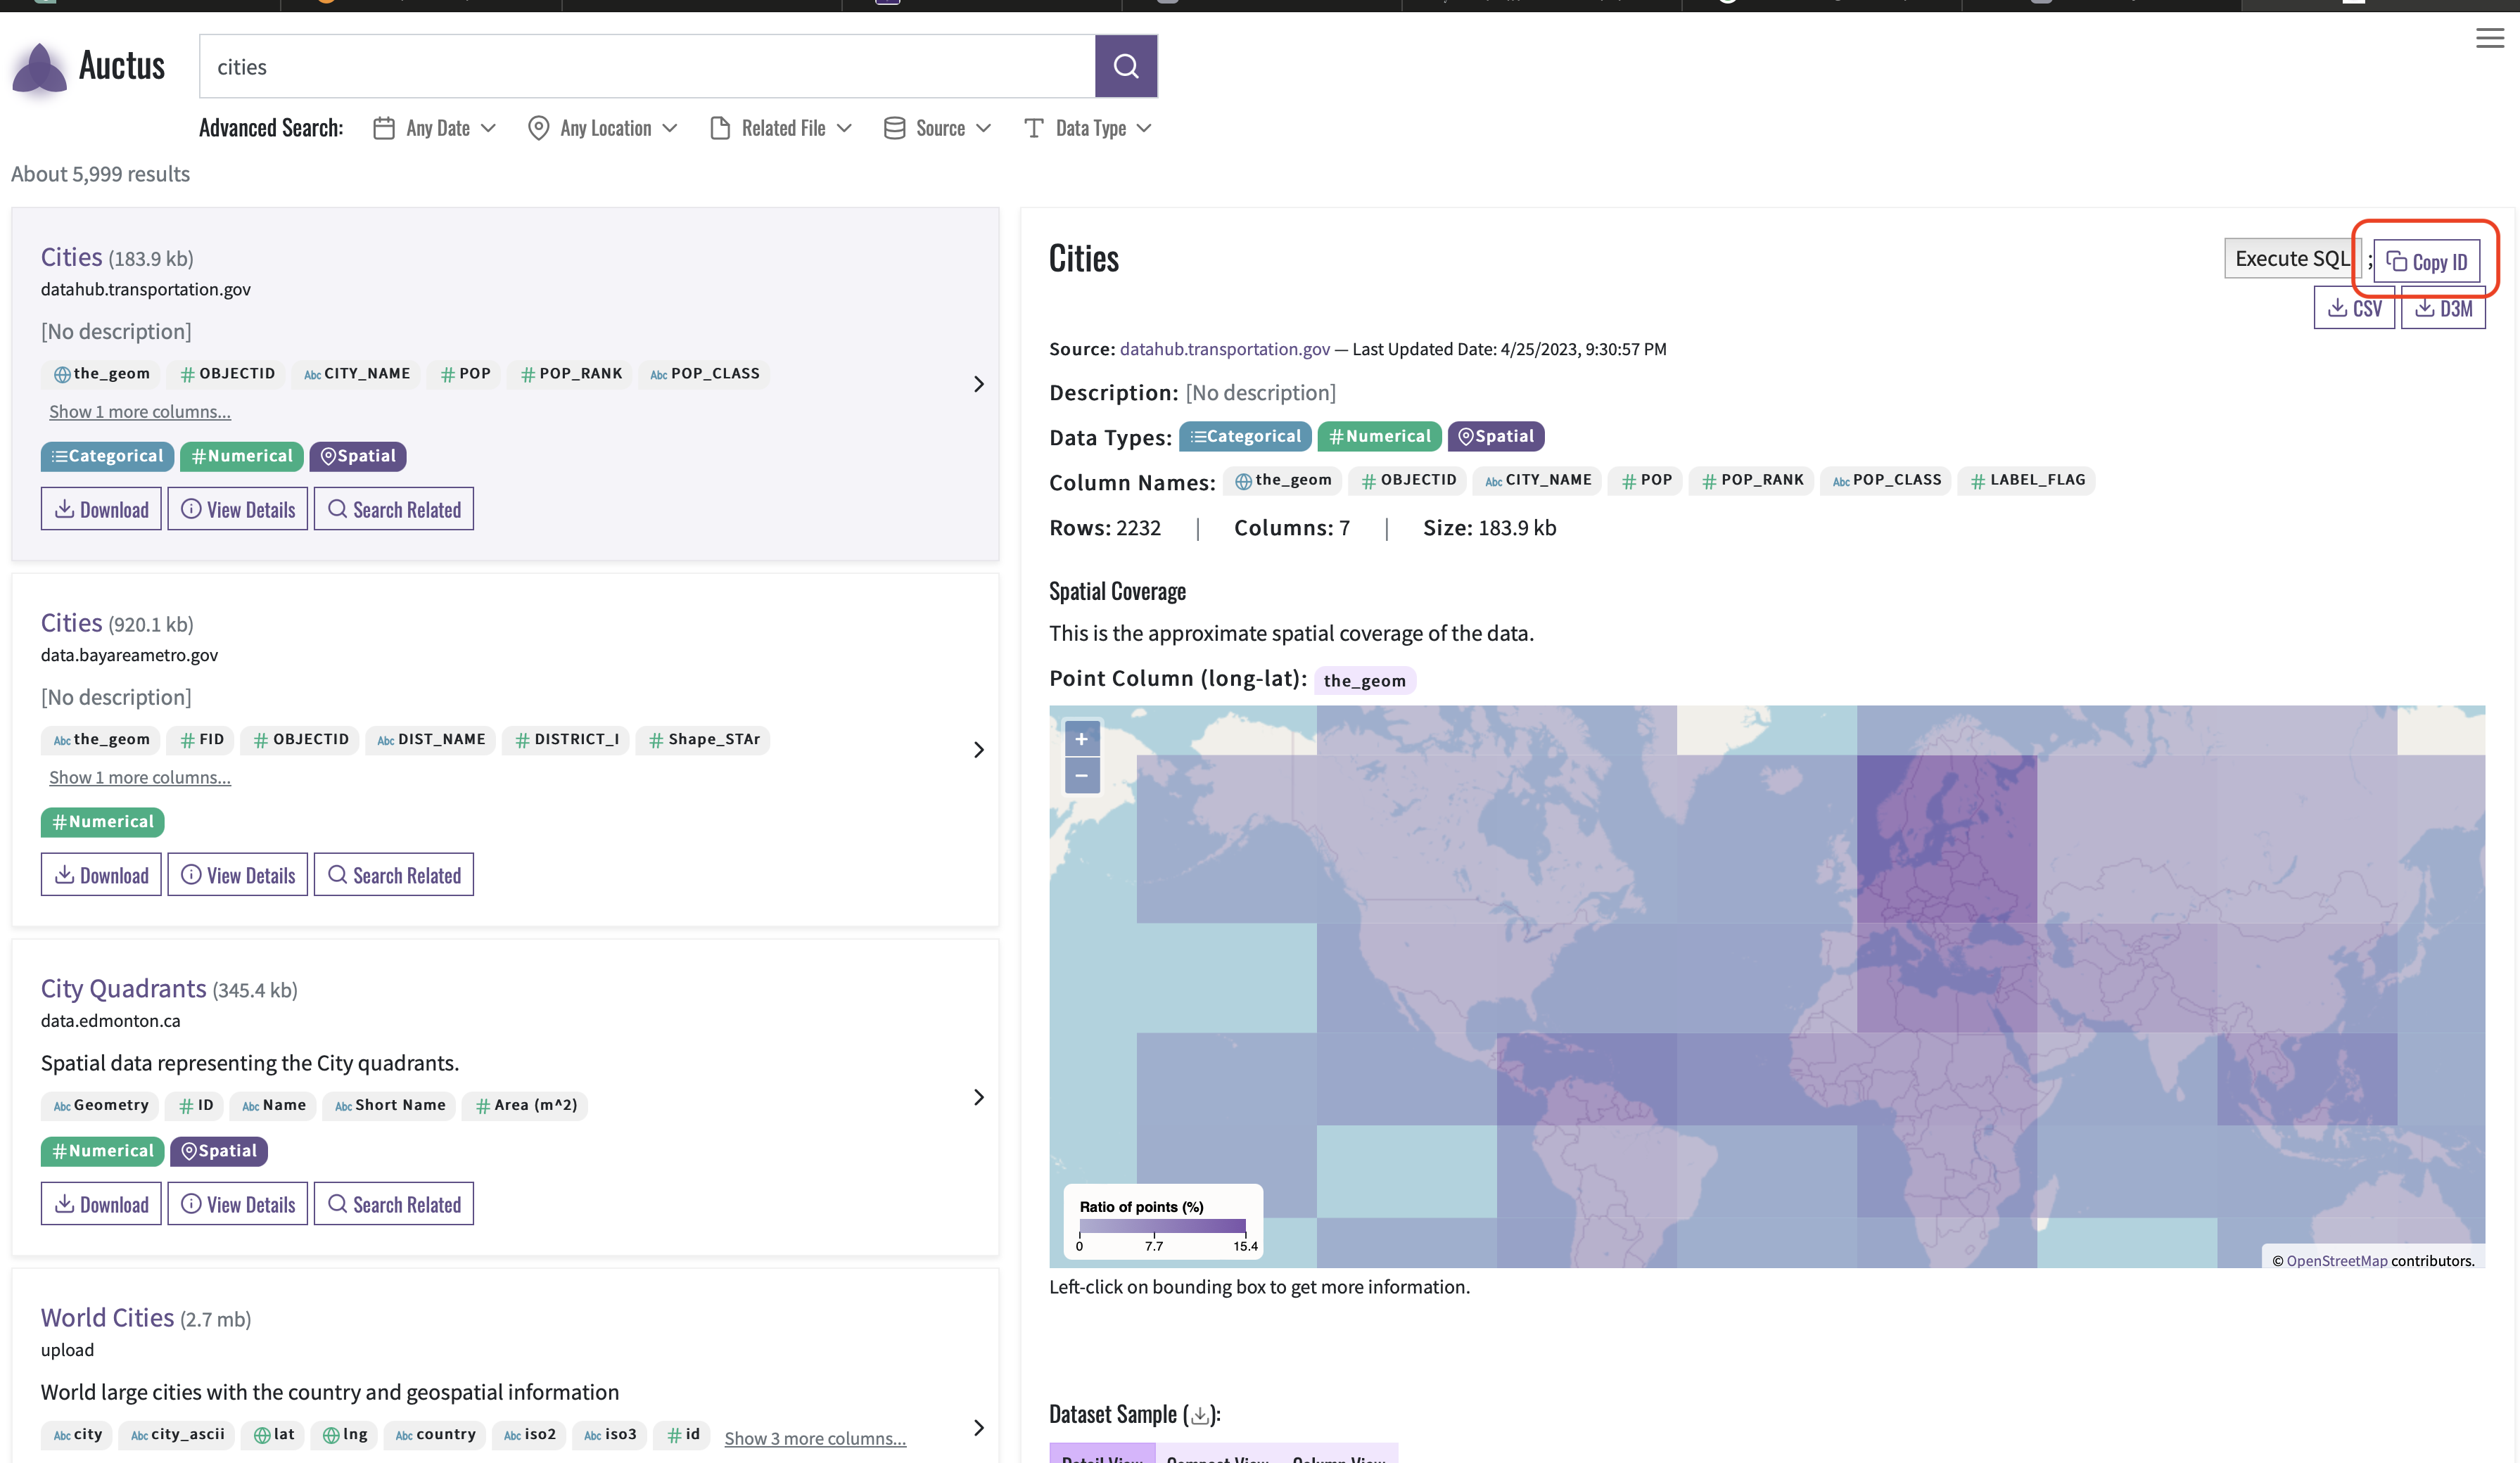 Auctus
cities
Advanced Search: Any Date Any Location Related File Source Data Type
About 5,999 results
Cities (183.9 kb)
datahub.transportation.gov
[No description]
the_geom # OBJECTID Abc CITY_NAME # POP # POP_RANK Abc POP_CLASS
Show 1 more columns...
Categorical #Numerical Spatial
Download View Details Search Related
Cities (920.1 kb)
data.bayareametro.gov
[No description]
Abc the_geom # FID # OBJECTID Abc DIST_NAME # DISTRICT_I # Shape_STAr
Show 1 more columns...
#Numerical
Download View Details Search Related
City Quadrants (345.4 kb)
data.edmonton.ca
Spatial data representing the City quadrants.
Abc Geometry # ID Abc Name Abc Short Name # Area (m^2)
#Numerical Spatial
Download View Details Search Related
World Cities (2.7 mb)
upload
World large cities with the country and geospatial information
Abc city Abc city_ascii lat lng Abc country Abc iso2 Abc iso3 # id Show 3 more columns...
Cities
Execute SQL ; Copy ID
CSV D3M
Source: datahub.transportation.gov — Last Updated Date: 4/25/2023, 9:30:57 PM
Description: [No description]
Data Types: Categorical #Numerical Spatial
Column Names: the_geom # OBJECTID Abc CITY_NAME # POP # POP_RANK Abc POP_CLASS # LABEL_FLAG
Rows: 2232 | Columns: 7 | Size: 183.9 kb
Spatial Coverage
This is the approximate spatial coverage of the data.
Point Column (long-lat): the_geom
+
−
Ratio of points (%)
0 7.7 15.4
© OpenStreetMap contributors.
Left-click on bounding box to get more information.
Dataset Sample ( ):
Detail View Compact View Column View